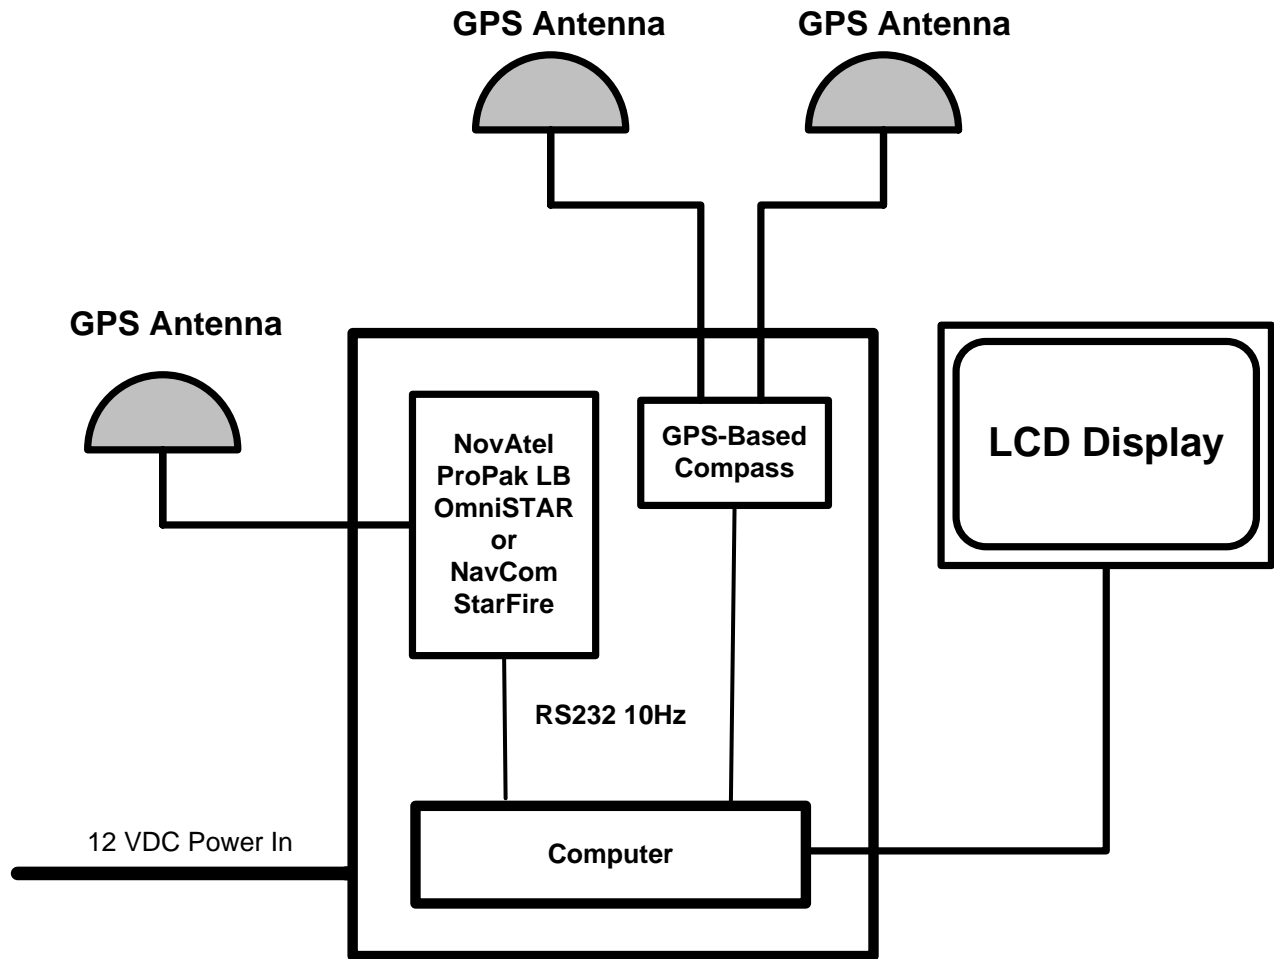 GPS Antenna
GPS Antenna
GPS Antenna
NovAtel
ProPak LB
OmniSTAR
or
NavCom
StarFire
GPS-Based
Compass
LCD Display
RS232 10Hz
12 VDC Power In
Computer